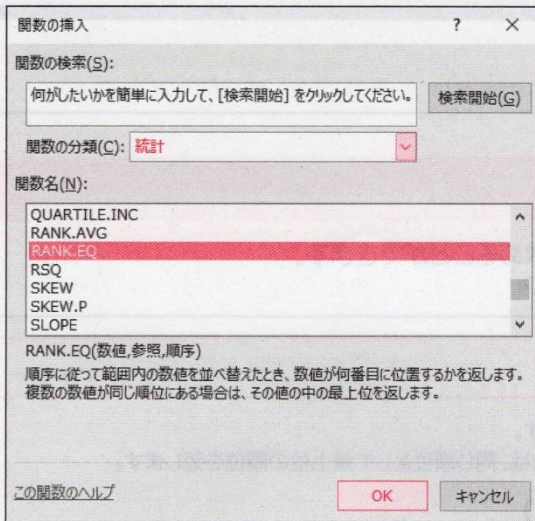 関数の挿入 ? ×
関数の検索(S):
何がしたいかを簡単に入力して、[検索開始] をクリックしてください。 検索開始(G)
関数の分類(C): 統計
関数名(N):
QUARTILE.INC
RANK.AVG
RANK.EQ
RSQ
SKEW
SKEW.P
SLOPE
RANK.EQ(数値,参照,順序)
順序に従って範囲内の数値を並べ替えたとき、数値が何番目に位置するかを返します。
複数の数値が同じ順位にある場合は、その値の中の最上位を返します。
この関数のヘルプ OK キャンセル